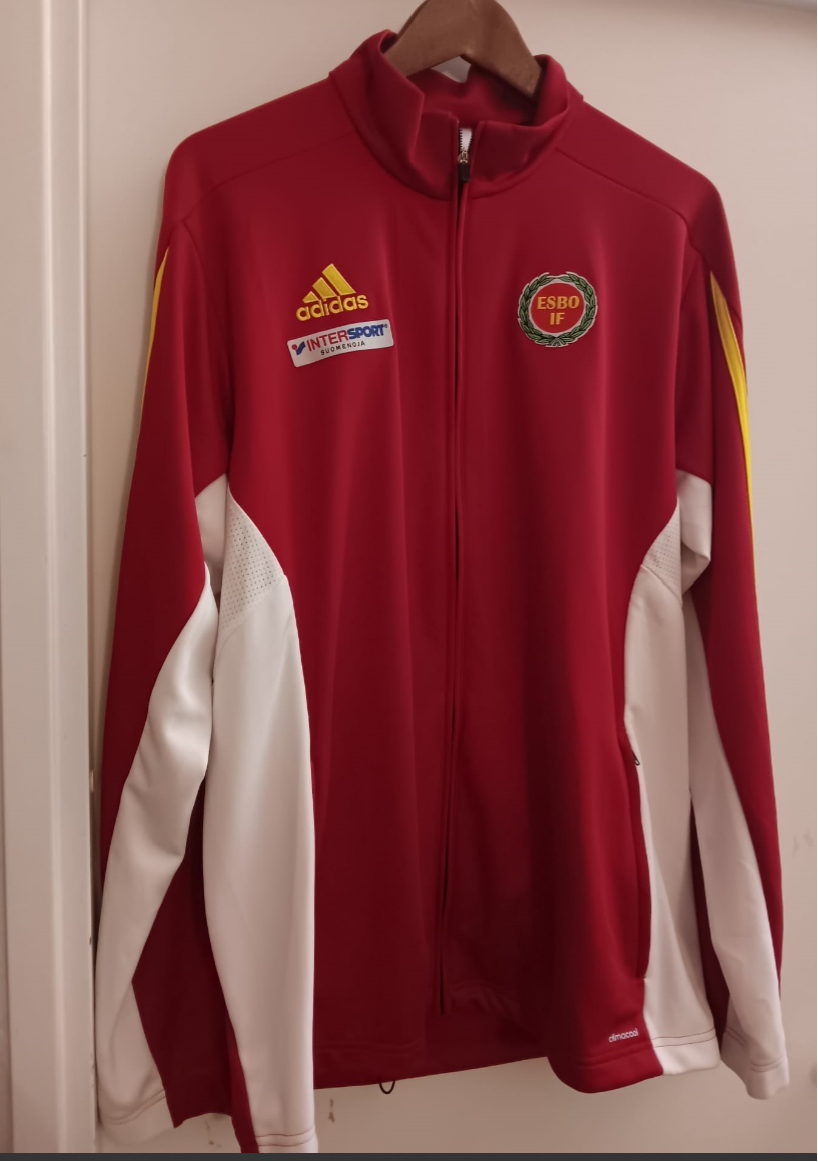 adidas
INTERSPORT
SUOMENOJA
ESBO
IF
climacool